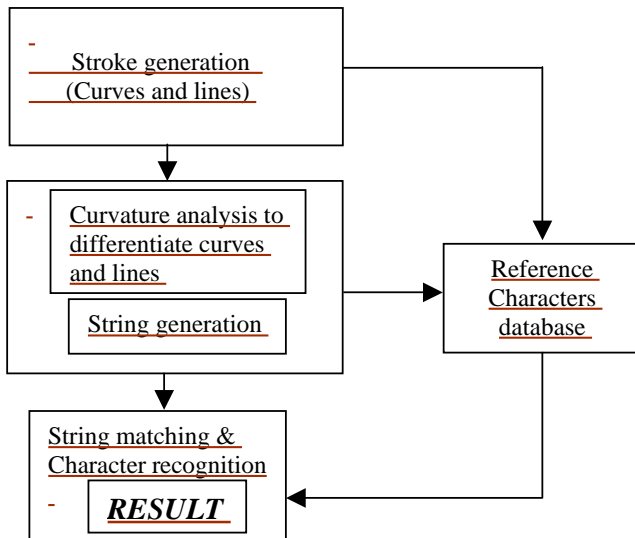 Stroke generation
(Curves and lines)
Curvature analysis to
differentiate curves
and lines
String generation
Reference
Characters
database
String matching &
Character recognition
RESULT